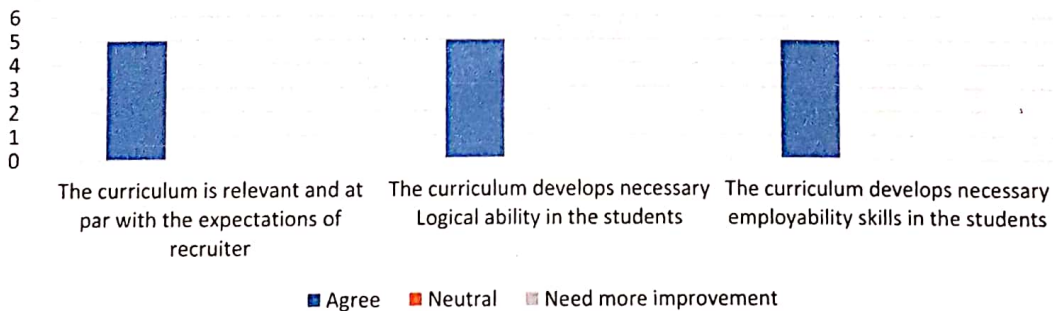 6
5
4
3
2
1
0
The curriculum is relevant and at
par with the expectations of
recruiter
The curriculum develops necessary
Logical ability in the students
The curriculum develops necessary
employability skills in the students
Agree Neutral Need more improvement